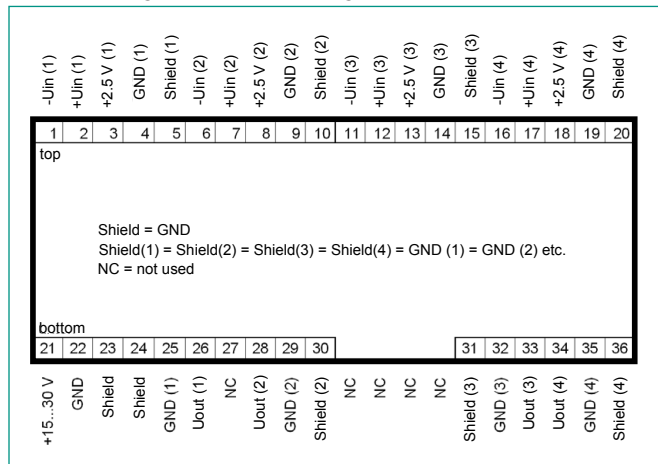 -Uin (1) +Uin (1) +2.5 V (1) GND (1) Shield (1) -Uin (2) +Uin (2) +2.5 V (2) GND (2) Shield (2) -Uin (3) +Uin (3) +2.5 V (3) GND (3) Shield (3) -Uin (4) +Uin (4) +2.5 V (4) GND (4) Shield (4)
1 2 3 4 5 6 7 8 9 10 11 12 13 14 15 16 17 18 19 20
top
Shield = GND
Shield(1) = Shield(2) = Shield(3) = Shield(4) = GND (1) = GND (2) etc.
NC = not used
bottom
21 22 23 24 25 26 27 28 29 30 31 32 33 34 35 36
+15...30 V GND Shield Shield GND (1) Uout (1) NC Uout (2) GND (2) Shield (2) NC NC NC NC Shield (3) GND (3) Uout (3) Uout (4) GND (4) Shield (4)